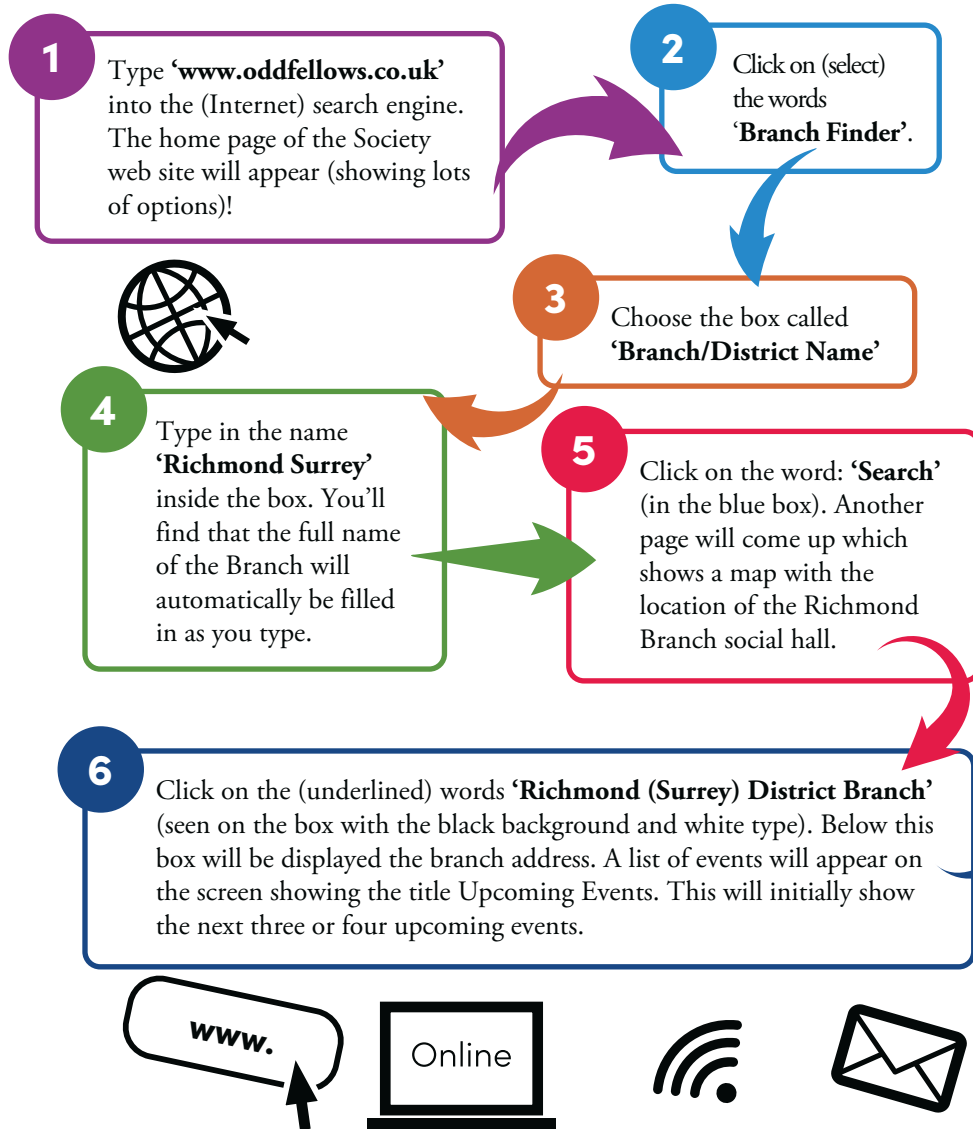 1
Type ‘www.oddfellows.co.uk’
into the (Internet) search engine.
The home page of the Society
web site will appear (showing lots
of options)!
2
Click on (select)
the words
‘Branch Finder’.
3
Choose the box called
‘Branch/District Name’
4
Type in the name
‘Richmond Surrey’
inside the box. You’ll
find that the full name
of the Branch will
automatically be filled
in as you type.
5
Click on the word: ‘Search’
(in the blue box). Another
page will come up which
shows a map with the
location of the Richmond
Branch social hall.
6
Click on the (underlined) words ‘Richmond (Surrey) District Branch’
(seen on the box with the black background and white type). Below this
box will be displayed the branch address. A list of events will appear on
the screen showing the title Upcoming Events. This will initially show
the next three or four upcoming events.
www.
Online